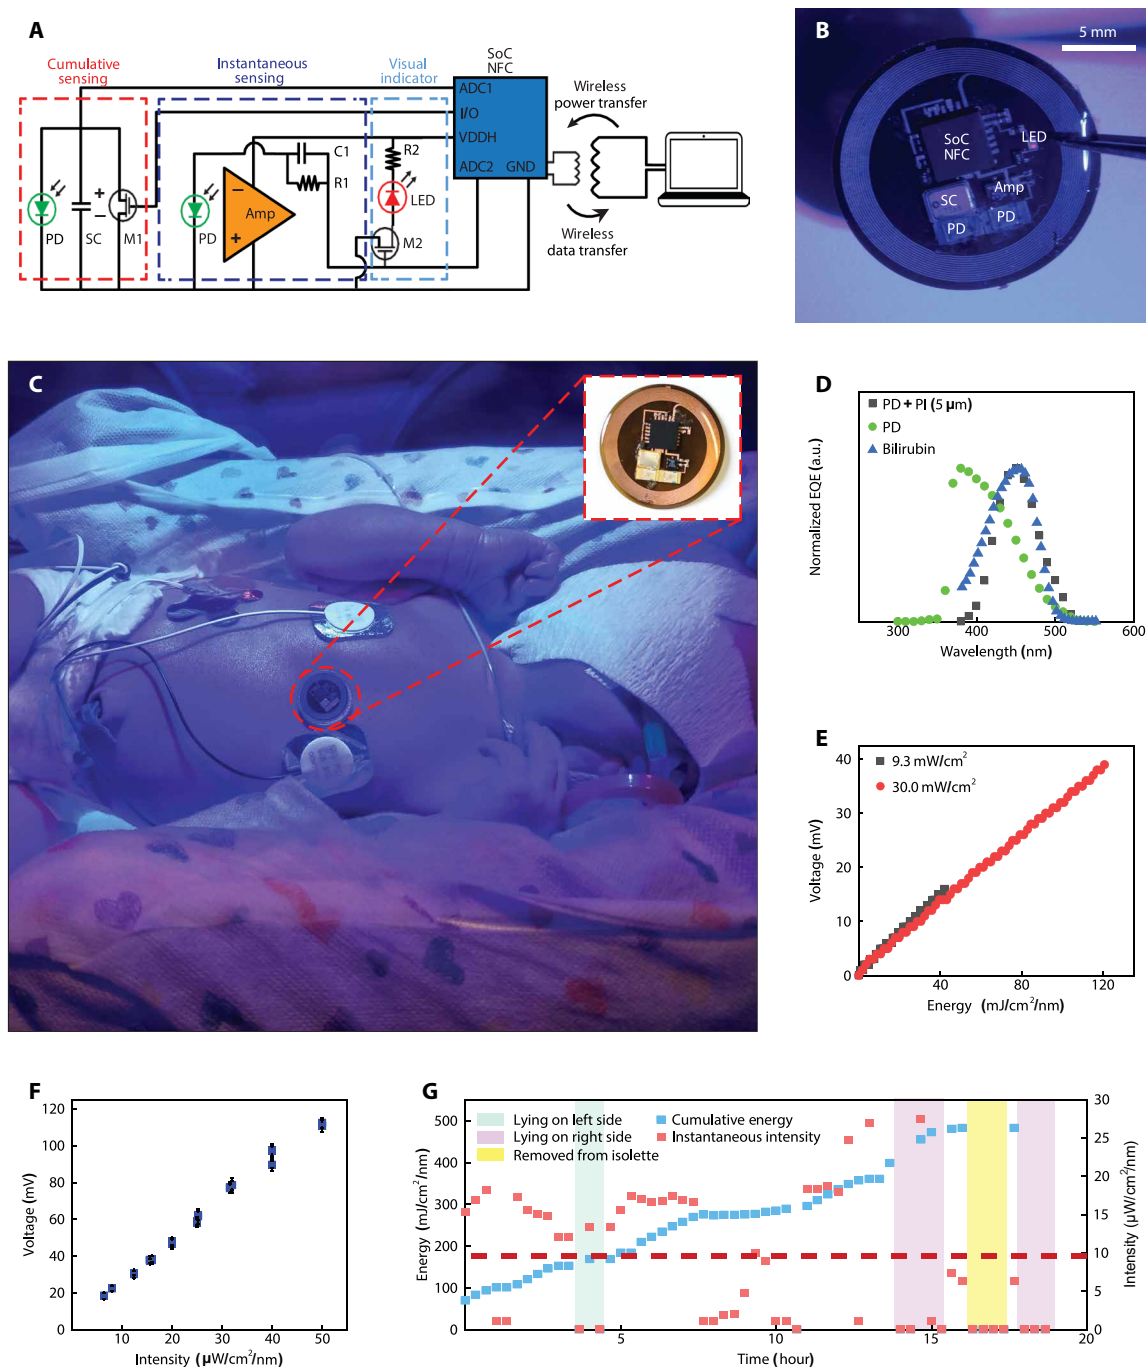 A
Cumulative
sensing
Instantaneous
sensing
Visual
indicator
SoC
NFC
ADC1
I/O
VDDH
ADC2 GND
Wireless
power transfer
Wireless
data transfer
C1
R1
R2
LED
M2
Amp
PD
SC
M1
PD
+
−
−
+
B
5 mm
LED
SoC
NFC
SC
Amp
PD
PD
C
D
PD + PI (5 µm)
PD
Bilirubin
Normalized EQE (a.u.)
300 400 500 600
Wavelength (nm)
E
9.3 mW/cm²
30.0 mW/cm²
Voltage (mV)
40
30
20
10
0
40 80 120
Energy (mJ/cm²/nm)
F
Voltage (mV)
120
100
80
60
40
20
0
10 20 30 40 50
Intensity (µW/cm²/nm)
G
Lying on left side
Lying on right side
Removed from isolette
Cumulative energy
Instantaneous intensity
Energy (mJ/cm²/nm)
500
400
300
200
100
0
5 10 15 20
Time (hour)
30
25
20
15
10
5
0
Intensity (µW/cm²/nm)